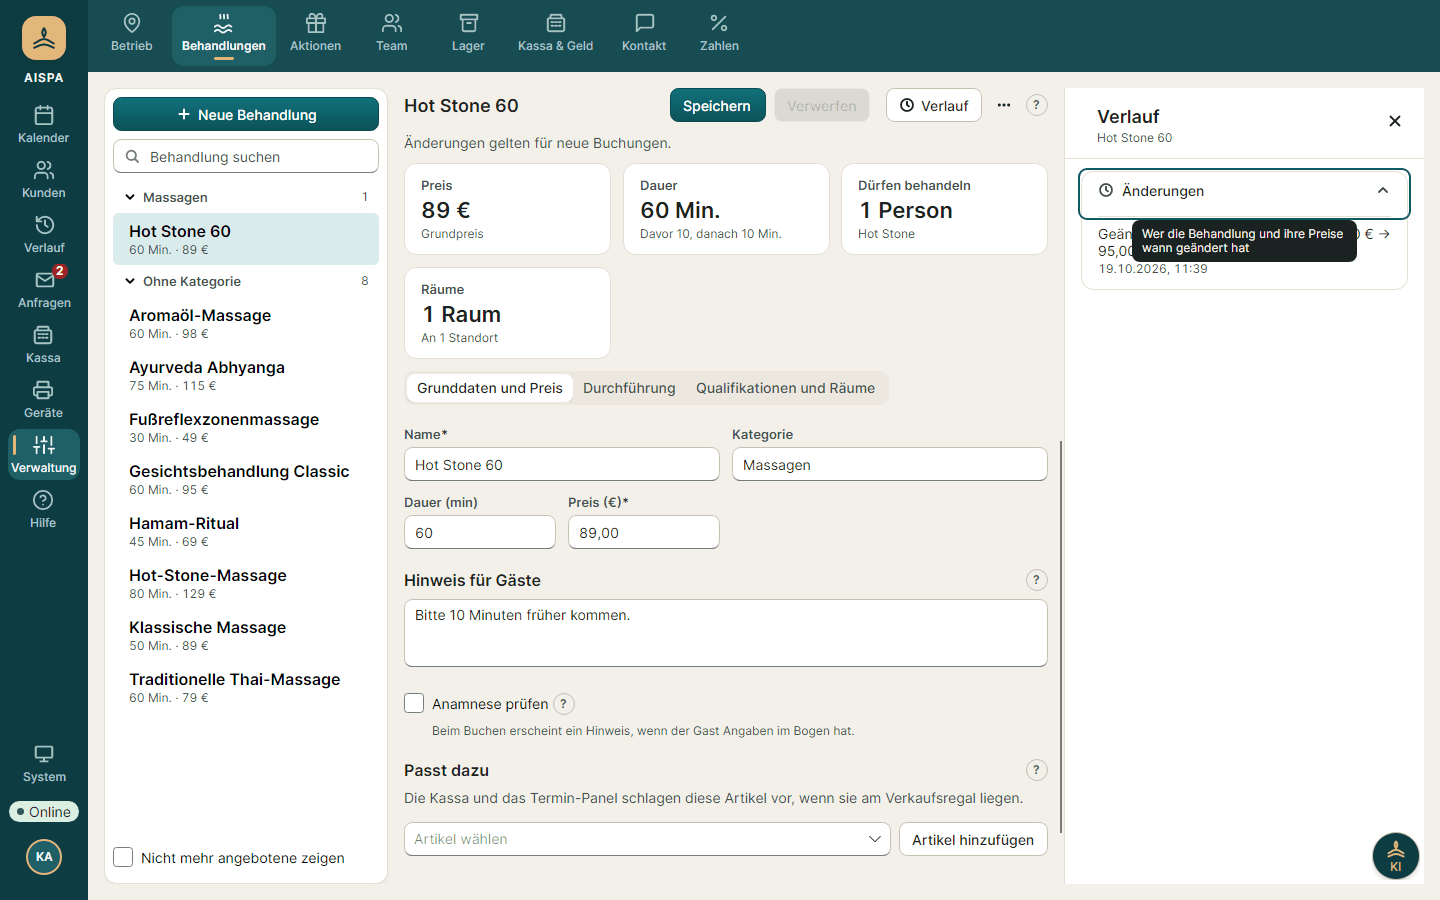 AISPA
Kalender
Kunden
Verlauf
2
Anfragen
Kassa
Geräte
Verwaltung
Hilfe
System
Online
KA
Betrieb
Behandlungen
Aktionen
Team
Lager
Kassa & Geld
Kontakt
Zahlen
Neue Behandlung
Behandlung suchen
Massagen 1
Hot Stone 60
60 Min. · 89 €
Ohne Kategorie 8
Aromaöl-Massage
60 Min. · 98 €
Ayurveda Abhyanga
75 Min. · 115 €
Fußreflexzonenmassage
30 Min. · 49 €
Gesichtsbehandlung Classic
60 Min. · 95 €
Hamam-Ritual
45 Min. · 69 €
Hot-Stone-Massage
80 Min. · 129 €
Klassische Massage
50 Min. · 89 €
Traditionelle Thai-Massage
60 Min. · 79 €
Nicht mehr angebotene zeigen
Hot Stone 60
Speichern
Verwerfen
Verlauf
?
Änderungen gelten für neue Buchungen.
Preis
89 €
Grundpreis
Dauer
60 Min.
Davor 10, danach 10 Min.
Dürfen behandeln
1 Person
Hot Stone
Räume
1 Raum
An 1 Standort
Grunddaten und Preis
Durchführung
Qualifikationen und Räume
Name*
Hot Stone 60
Kategorie
Massagen
Dauer (min)
60
Preis (€)*
89,00
Hinweis für Gäste ?
Bitte 10 Minuten früher kommen.
Anamnese prüfen ?
Beim Buchen erscheint ein Hinweis, wenn der Gast Angaben im Bogen hat.
Passt dazu ?
Die Kassa und das Termin-Panel schlagen diese Artikel vor, wenn sie am Verkaufsregal liegen.
Artikel wählen
Artikel hinzufügen
Verlauf
Hot Stone 60
Änderungen
Wer die Behandlung und ihre Preise
wann geändert hat
€ →
95,00
19.10.2026, 11:39
KI